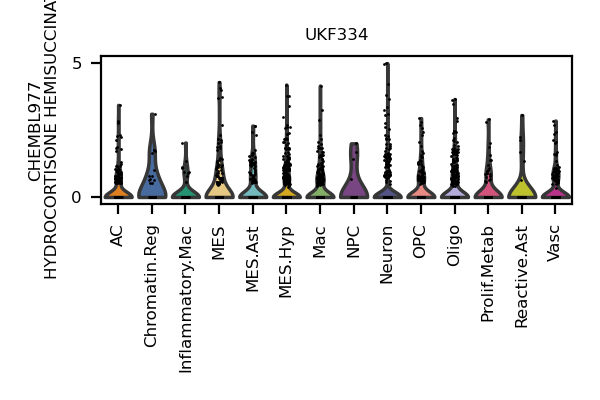 UKF334
CHEMBL977
HYDROCORTISONE HEMISUCCINAT
5
0
AC
Chromatin.Reg
Inflammatory.Mac
MES
MES.Ast
MES.Hyp
Mac
NPC
Neuron
OPC
Oligo
Prolif.Metab
Reactive.Ast
Vasc